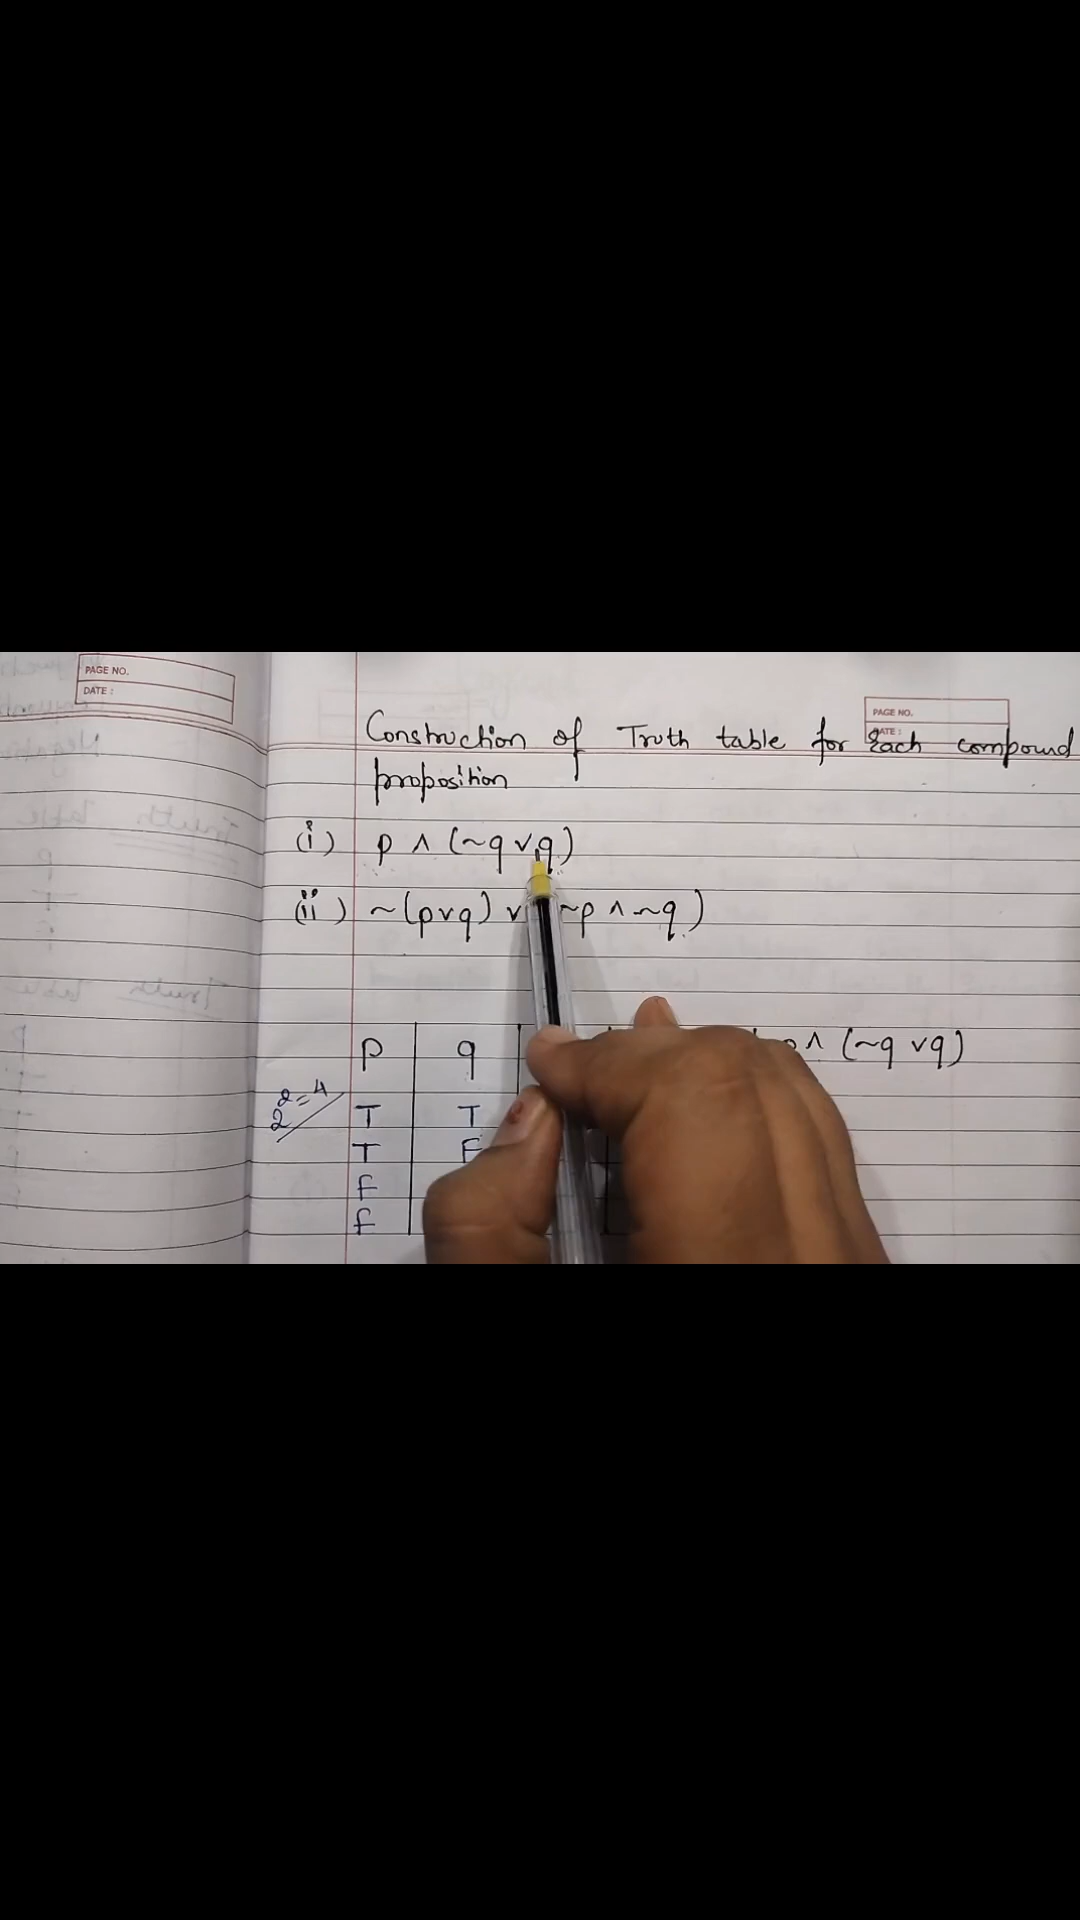 PAGE NO.
DATE :
PAGE NO.
DATE :
Construction of Truth table for Each compound
proposition
(i) p ∧ (~q ∨ q)
(ii) ~(p∨q) ∨ ~p ∧ ~q)
p q p ∧ (~q ∨q)
2² = 4
T T
T F
F
F